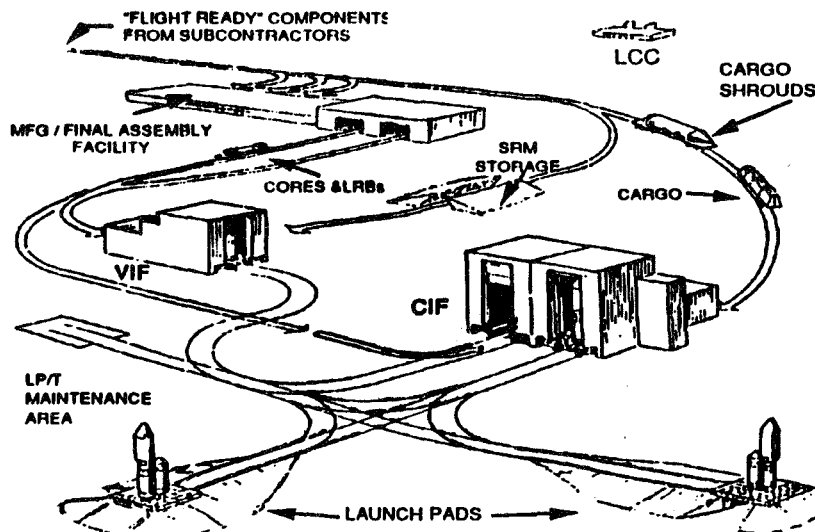 "FLIGHT READY" COMPONENTS
FROM SUBCONTRACTORS
LCC
CARGO
SHROUDS
MFG / FINAL ASSEMBLY
FACILITY
SRM
STORAGE
CORES &LRBs
CARGO
VIF
CIF
LP/T
MAINTENANCE
AREA
LAUNCH PADS